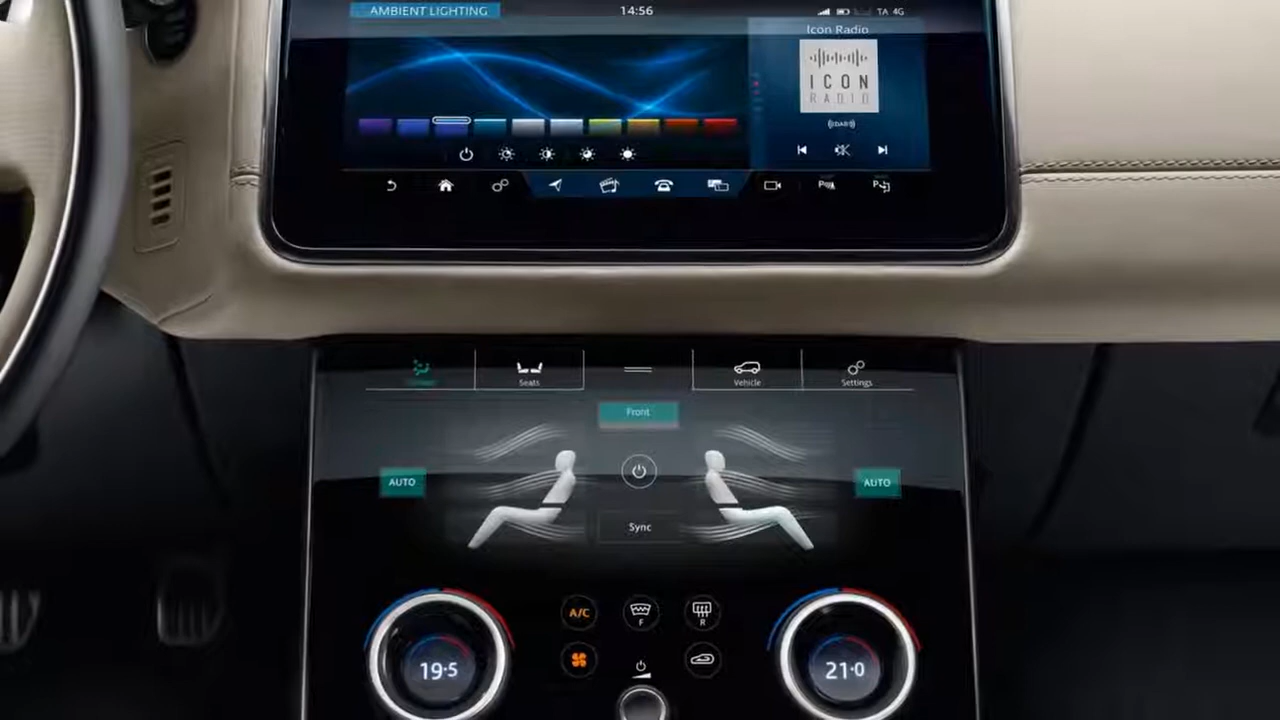 AMBIENT LIGHTING
14:56
TA 4G
Icon Radio
ICON
RADIO
Seats
Vehicle
Settings
Front
AUTO
AUTO
Sync
A/C
F
R
19·5
21·0